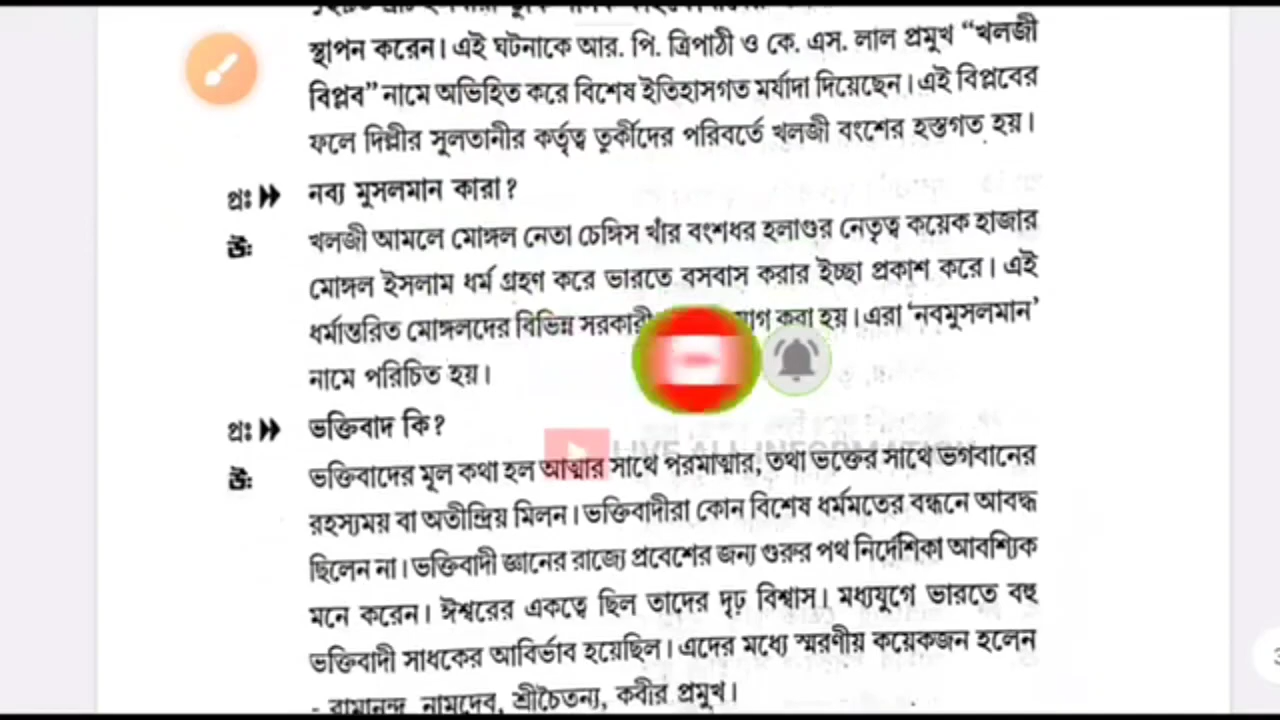 স্থাপন করেন। এই ঘটনাকে আর. পি. ত্রিপাঠী ও কে. এস. লাল প্রমুখ “খলজী
বিপ্লব” নামে অভিহিত করে বিশেষ ইতিহাসগত মর্যাদা দিয়েছেন। এই বিপ্লবের
ফলে দিল্লীর সুলতানীর কর্তৃত্ব তুর্কীদের পরিবর্তে খলজী বংশের হস্তগত হয়।
প্রঃ নব্য মুসলমান কারা?
উঃ খলজী আমলে মোঙ্গল নেতা চেঙ্গিস খাঁর বংশধর হলাগুর নেতৃত্ব কয়েক হাজার
মোঙ্গল ইসলাম ধর্ম গ্রহণ করে ভারতে বসবাস করার ইচ্ছা প্রকাশ করে। এই
ধর্মান্তরিত মোঙ্গলদের বিভিন্ন সরকারী করা হয়। এরা ‘নবমুসলমান’
নামে পরিচিত হয়।
প্রঃ ভক্তিবাদ কি?
LIVE ALL INFORMATION
উঃ ভক্তিবাদের মূল কথা হল আত্মার সাথে পরমাত্মার, তথা ভক্তের সাথে ভগবানের
রহস্যময় বা অতীন্দ্রিয় মিলন। ভক্তিবাদীরা কোন বিশেষ ধর্মমতের বন্ধনে আবদ্ধ
ছিলেন না। ভক্তিবাদী জ্ঞানের রাজ্যে প্রবেশের জন্য গুরুর পথ নির্দেশিকা আবশ্যিক
মনে করেন। ঈশ্বরের একত্বে ছিল তাদের দৃঢ় বিশ্বাস। মধ্যযুগে ভারতে বহু
ভক্তিবাদী সাধকের আবির্ভাব হয়েছিল। এদের মধ্যে স্মরণীয় কয়েকজন হলেন
- রামানন্দ, নামদেব, শ্রীচৈতন্য, কবীর প্রমুখ।